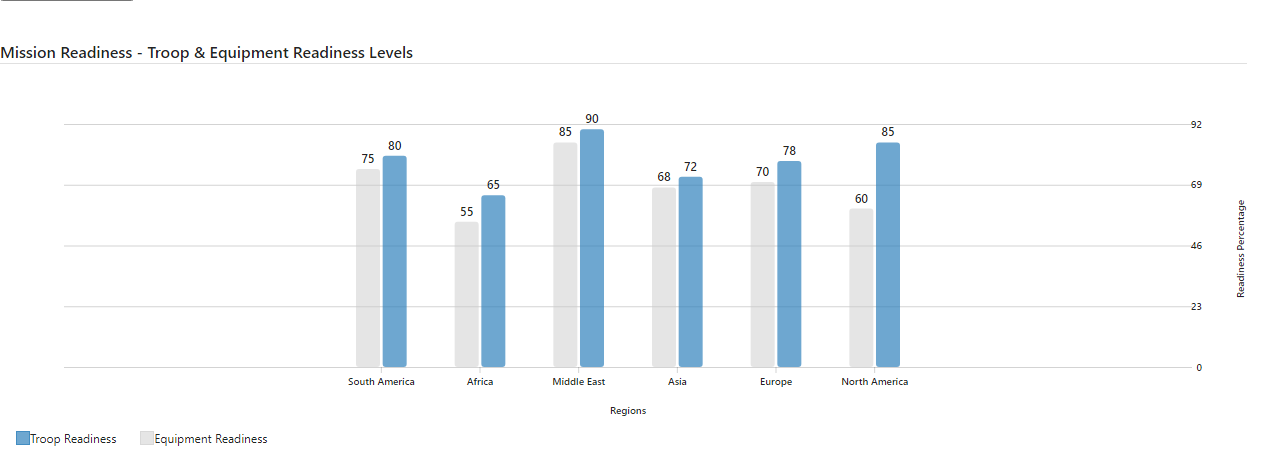 Mission Readiness - Troop & Equipment Readiness Levels
90
92
85
85
80
78
75
72
70
68
69
65
60
55
46
23
0
Readiness Percentage
South America
Africa
Middle East
Asia
Europe
North America
Regions
Troop Readiness
Equipment Readiness